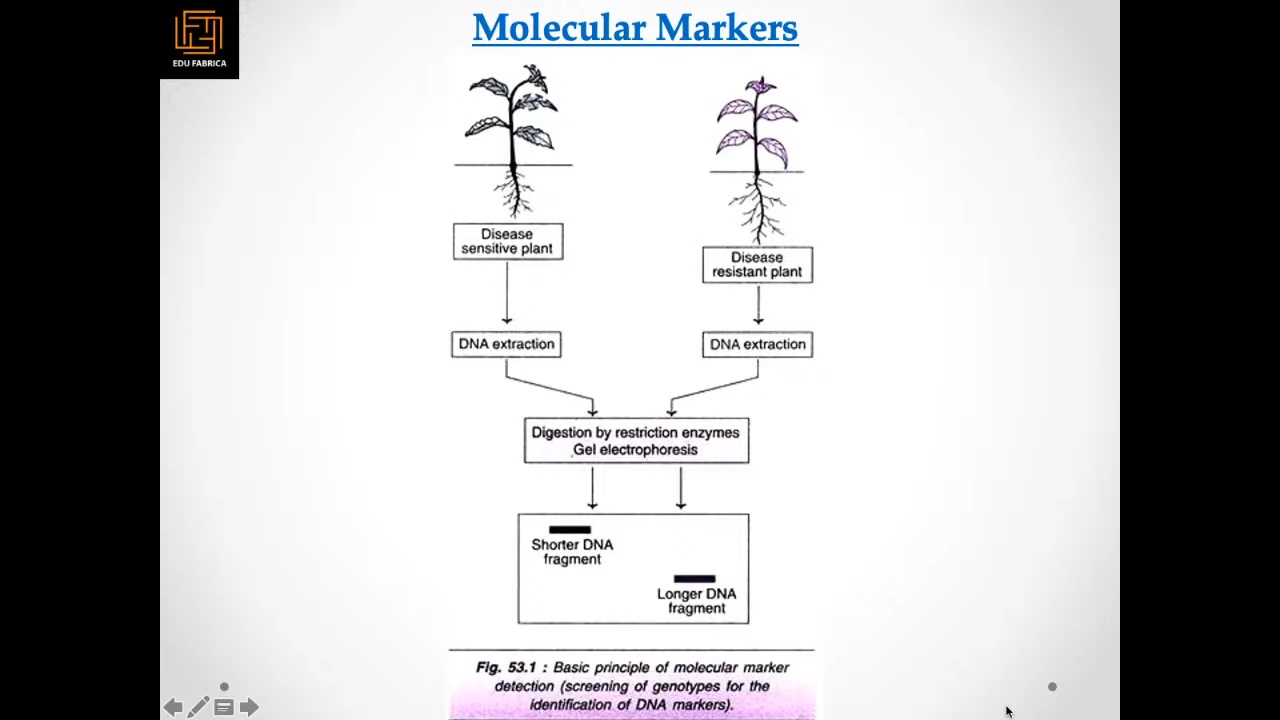 Molecular Markers
EDU FABRICA
Disease
sensitive plant
Disease
resistant plant
DNA extraction
DNA extraction
Digestion by restriction enzymes
Gel electrophoresis
Shorter DNA
fragment
Longer DNA
fragment
Fig. 53.1 : Basic principle of molecular marker
detection (screening of genotypes for the
identification of DNA markers).